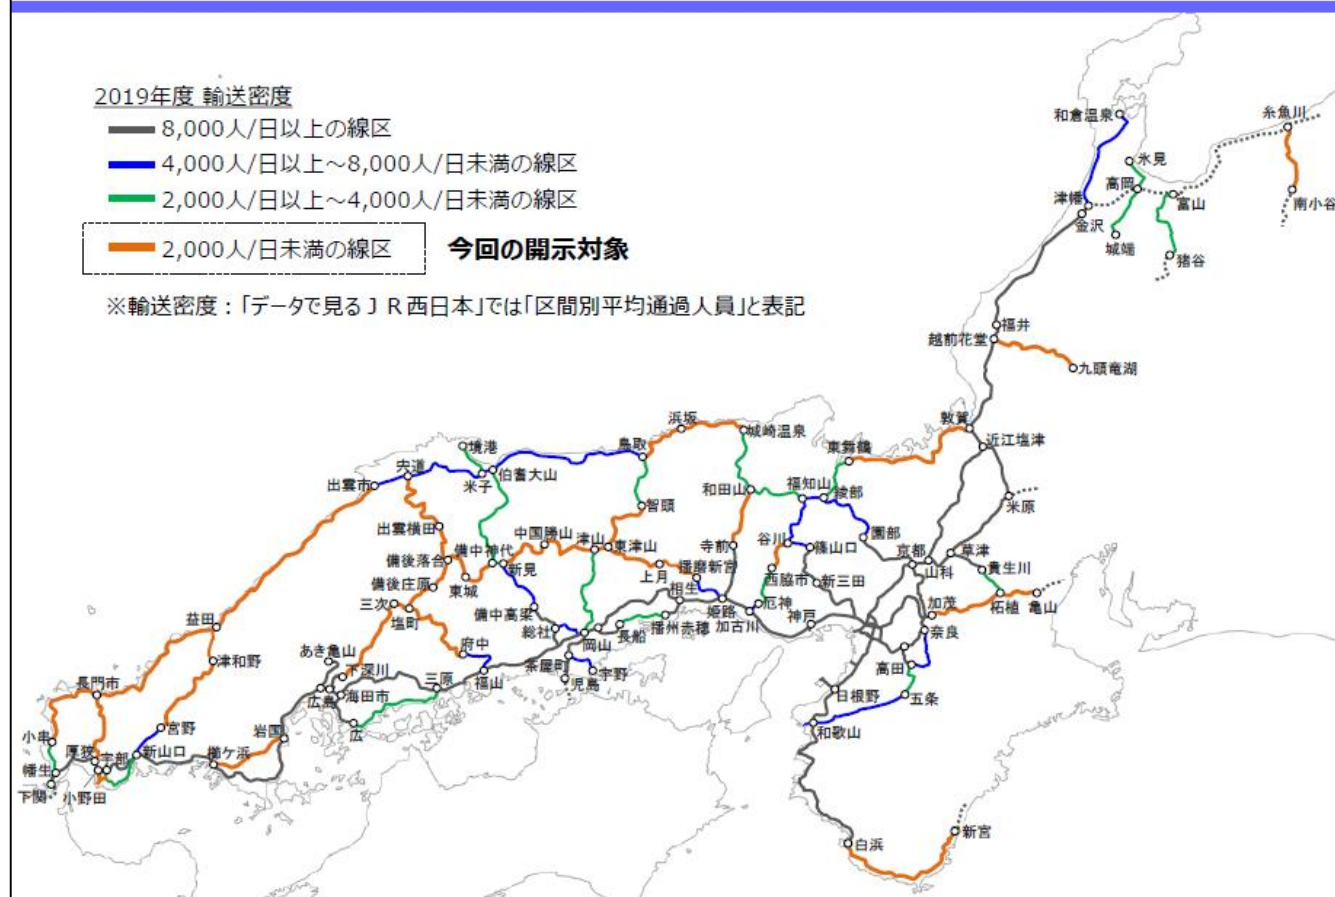 2019年度 輸送密度
8,000人/日以上の線区
4,000人/日以上～8,000人/日未満の線区
2,000人/日以上～4,000人/日未満の線区
2,000人/日未満の線区 今回の開示対象
※輸送密度：「データで見るＪＲ西日本」では「区間別平均通過人員」と表記
和倉温泉
糸魚川
氷見
高岡
津幡
富山
南小谷
金沢
城端
猪谷
福井
越前花堂
九頭竜湖
浜坂
敦賀
城崎温泉
近江塩津
境港
鳥取
東舞鶴
宍道
伯耆大山
米子
出雲市
和田山
福知山
綾部
米原
智頭
出雲横田
中国勝山
津山
東津山
谷川
園部
備中神代
寺前
篠山口
京都
草津
備後落合
新見
播磨新宮
山科
貴生川
上月
西脇市
新三田
備後庄原
東城
相生
三次
備中高梁
姫路
厄神
加茂
柘植
亀山
塩町
総社
播州赤穂
加古川
神戸
益田
長船
奈良
あき亀山
府中
岡山
津和野
茶屋町
高田
下深川
三原
福山
宇野
長門市
児島
広島
海田市
日根野
五条
宮野
岩国
広
和歌山
小串
厚狭
宇部
新山口
櫛ケ浜
幡生
下関
小野田
新宮
白浜